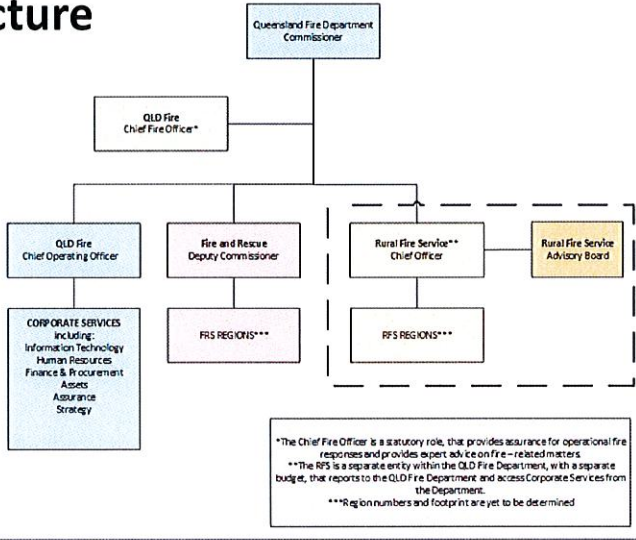 cture
Queensland Fire Department
Commissioner
QLD Fire
Chief Fire Officer*
QLD Fire
Chief Operating Officer
Fire and Rescue
Deputy Commissioner
Rural Fire Service**
Chief Officer
Rural Fire Service
Advisory Board
CORPORATE SERVICES
including:
Information Technology
Human Resources
Finance & Procurement
Assets
Assurance
Strategy
FRS REGIONS***
RFS REGIONS***
*The Chief Fire Officer is a statutory role, that provides assurance for operational fire
responses and provides expert advice on fire – related matters.
**The RFS is a separate entity within the QLD Fire Department, with a separate
budget, that reports to the QLD Fire Department and access Corporate Services from
the Department.
***Region numbers and footprint are yet to be determined